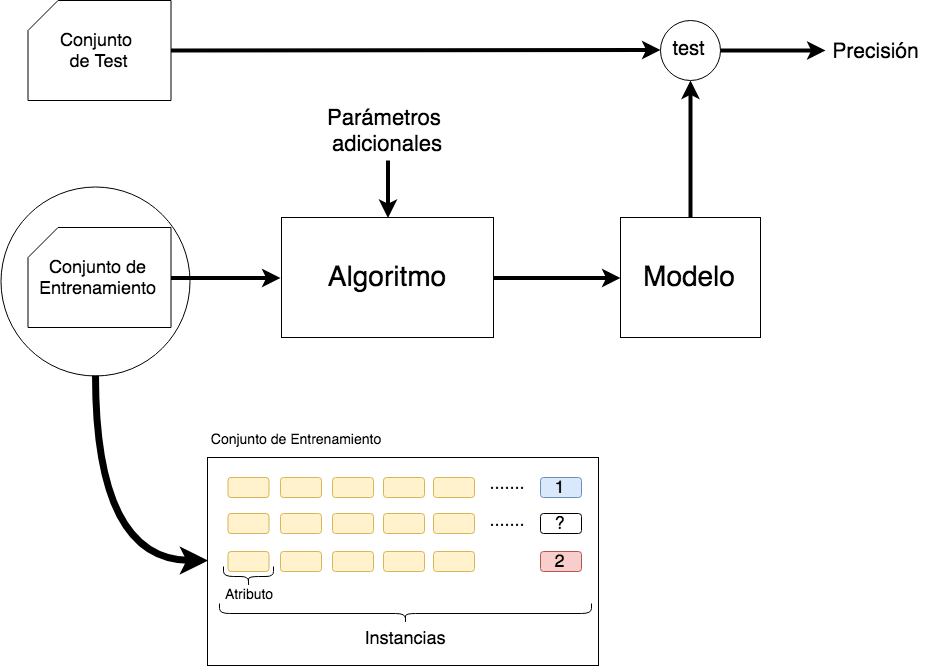 Conjunto
de Test
test
Precisión
Parámetros
adicionales
Conjunto de
Entrenamiento
Algoritmo
Modelo
Conjunto de Entrenamiento
....... 1
....... ?
2
Atributo
Instancias